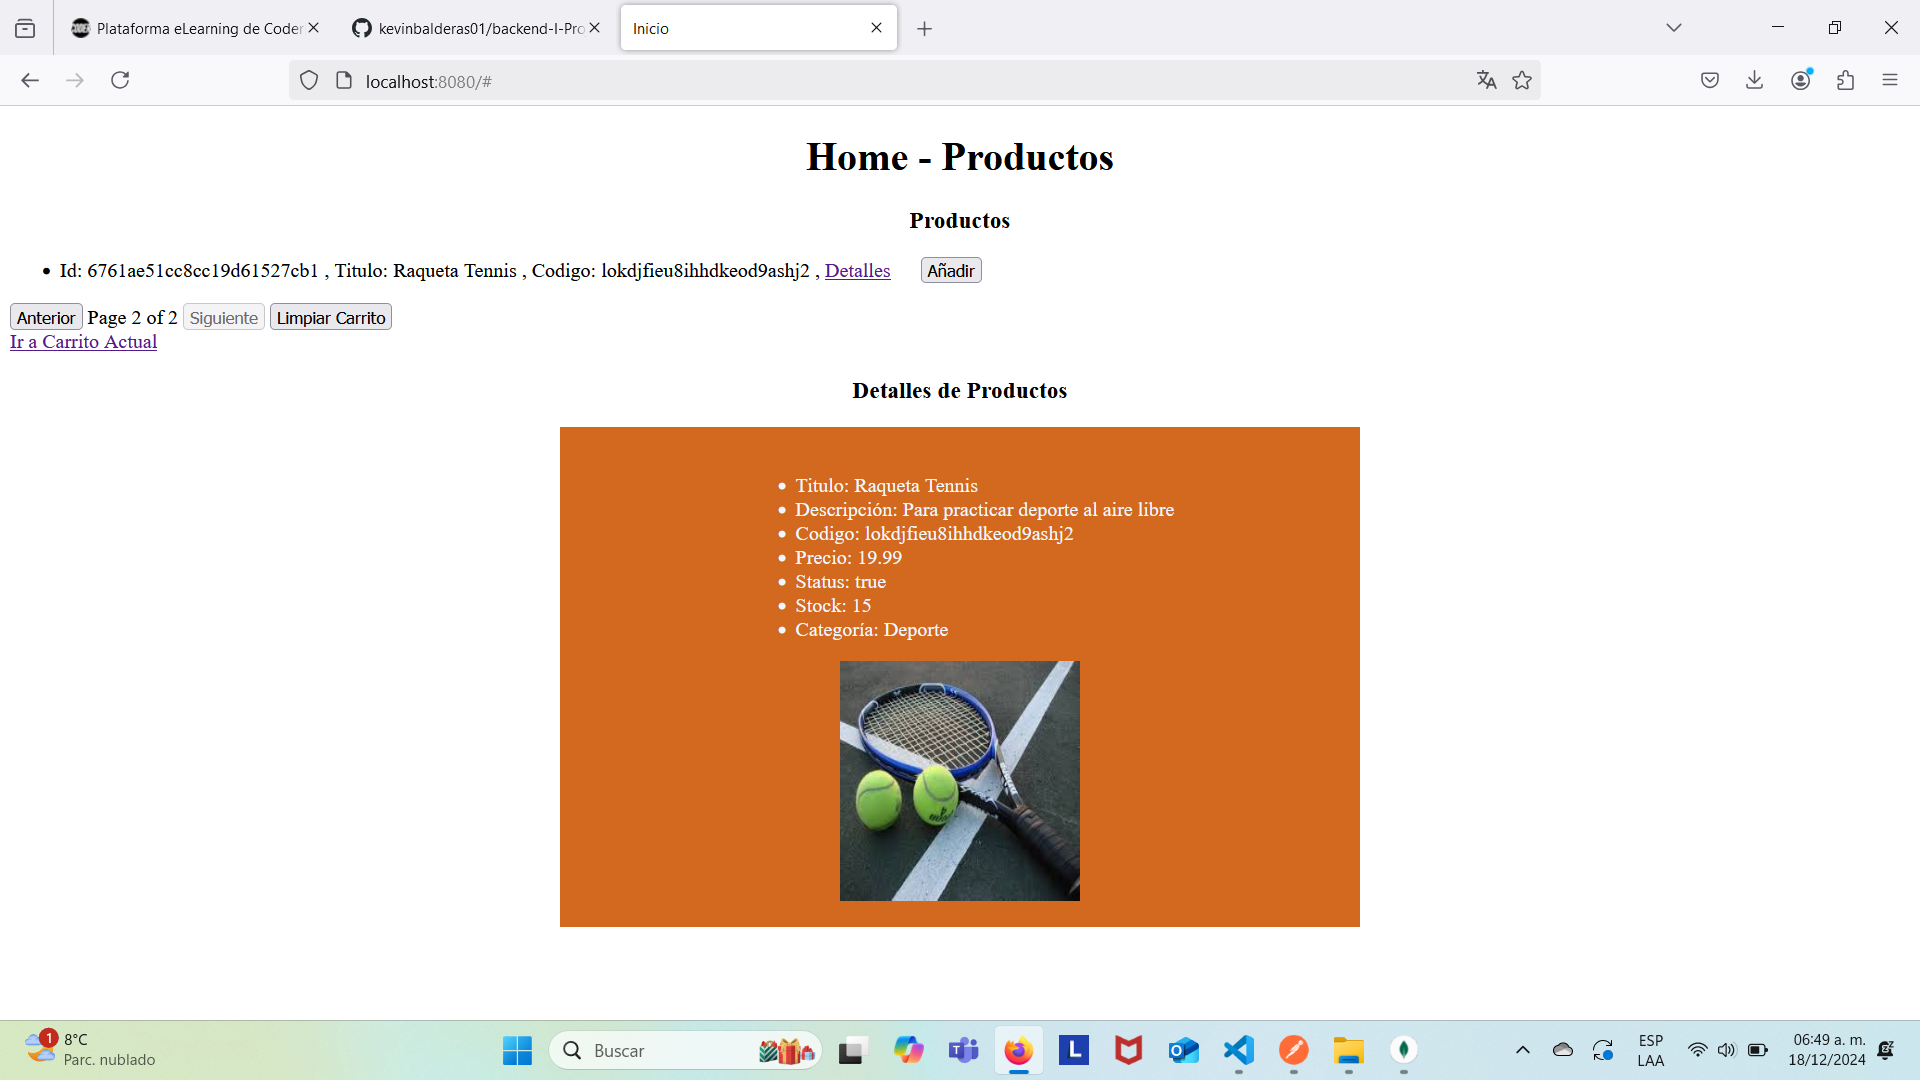 Plataforma eLearning de Coder
kevinbalderas01/backend-I-Pro
Inicio
localhost:8080/#
Home - Productos
Productos
Id: 6761ae51cc8cc19d61527cb1 , Titulo: Raqueta Tennis , Codigo: lokdjfieu8ihhdkeod9ashj2 , Detalles Añadir
Anterior Page 2 of 2 Siguiente Limpiar Carrito
Ir a Carrito Actual
Detalles de Productos
Titulo: Raqueta Tennis
Descripción: Para practicar deporte al aire libre
Codigo: lokdjfieu8ihhdkeod9ashj2
Precio: 19.99
Status: true
Stock: 15
Categoría: Deporte
1
8°C
Parc. nublado
Buscar
L
ESP
LAA
06:49 a. m.
18/12/2024